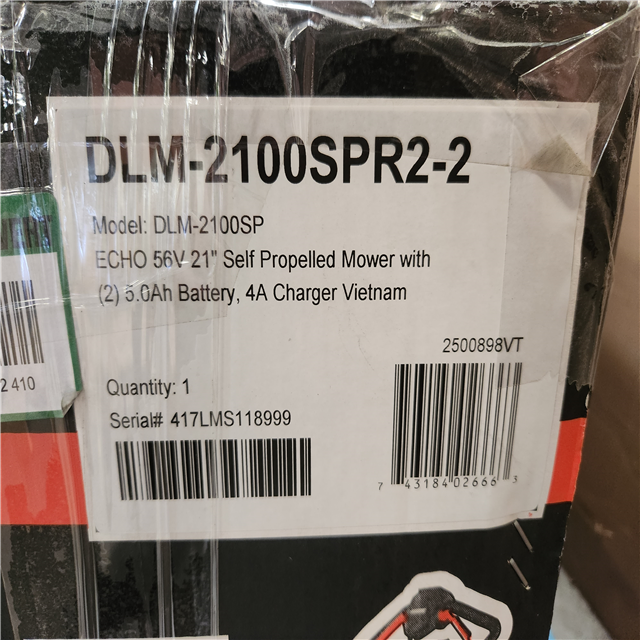 DLM-2100SPR2-2
Model: DLM-2100SP
ECHO 56V 21" Self Propelled Mower with
(2) 5.0Ah Battery, 4A Charger Vietnam
2500898VT
2 410
Quantity: 1
Serial# 417LMS118999
7 43184 02666 3